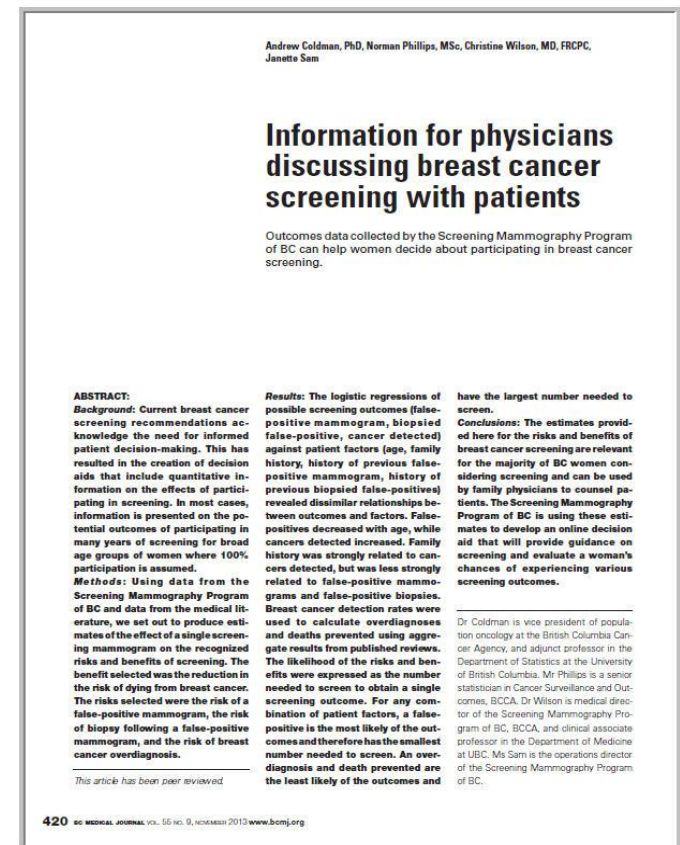 Andrew Coldman, PhD, Norman Phillips, MSc, Christine Wilson, MD, FRCPC,
Janette Sam
Information for physicians
discussing breast cancer
screening with patients
Outcomes data collected by the Screening Mammography Program
of BC can help women decide about participating in breast cancer
screening.
ABSTRACT:
Background: Current breast cancer
screening recommendations ac-
knowledge the need for informed
patient decision-making. This has
resulted in the creation of decision
aids that include quantitative in-
formation on the effects of partici-
pating in screening. In most cases,
information is presented on the po-
tential outcomes of participating in
many years of screening for broad
age groups of women where 100%
participation is assumed.
Methods: Using data from the
Screening Mammography Program
of BC and data from the medical lit-
erature, we set out to produce esti-
mates of the effect of a single screen-
ing mammogram on the recognized
risks and benefits of screening. The
benefit selected was the reduction in
the risk of dying from breast cancer.
The risks selected were the risk of a
false-positive mammogram, the risk
of biopsy following a false-positive
mammogram, and the risk of breast
cancer overdiagnosis.
This article has been peer reviewed.
Results: The logistic regressions of
possible screening outcomes (false-
positive mammogram, biopsied
false-positive, cancer detected)
against patient factors (age, family
history, history of previous false-
positive mammogram, history of
previous biopsied false-positives)
revealed dissimilar relationships be-
tween outcomes and factors. False-
positives decreased with age, while
cancers detected increased. Family
history was strongly related to can-
cers detected, but was less strongly
related to false-positive mammo-
grams and false-positive biopsies.
Breast cancer detection rates were
used to calculate overdiagnoses
and deaths prevented using aggre-
gate results from published reviews.
The likelihood of the risks and ben-
efits were expressed as the number
needed to screen to obtain a single
screening outcome. For any com-
bination of patient factors, a false-
positive is the most likely of the out-
comes and therefore has the smallest
number needed to screen. An over-
diagnosis and death prevented are
the least likely of the outcomes and
have the largest number needed to
screen.
Conclusions: The estimates provid-
ed here for the risks and benefits of
breast cancer screening are relevant
for the majority of BC women con-
sidering screening and can be used
by family physicians to counsel pa-
tients. The Screening Mammography
Program of BC is using these esti-
mates to develop an online decision
aid that will provide guidance on
screening and evaluate a woman's
chances of experiencing various
screening outcomes.
Dr Coldman is vice president of popula-
tion oncology at the British Columbia Can-
cer Agency, and adjunct professor in the
Department of Statistics at the University
of British Columbia. Mr Phillips is a senior
statistician in Cancer Surveillance and Out-
comes, BCCA. Dr Wilson is medical direc-
tor of the Screening Mammography Pro-
gram of BC, BCCA, and clinical associate
professor in the Department of Medicine
at UBC. Ms Sam is the operations director
of the Screening Mammography Program
of BC.
420 BC MEDICAL JOURNAL VOL. 55 NO. 9, NOVEMBER 2013 www.bcmj.org